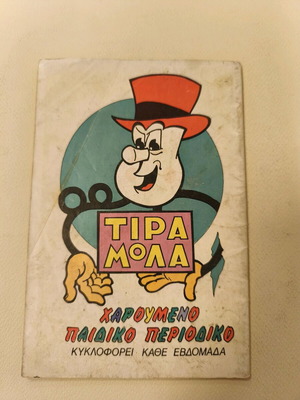 ΤΙΡΑ
ΜΟΛΑ
ΧΑΡΟΥΜΕΝΟ
ΠΑΙΔΙΚΟ ΠΕΡΙΟΔΙΚΟ
ΚΥΚΛΟΦΟΡΕΙ ΚΑΘΕ ΕΒΔΟΜΑΔΑ